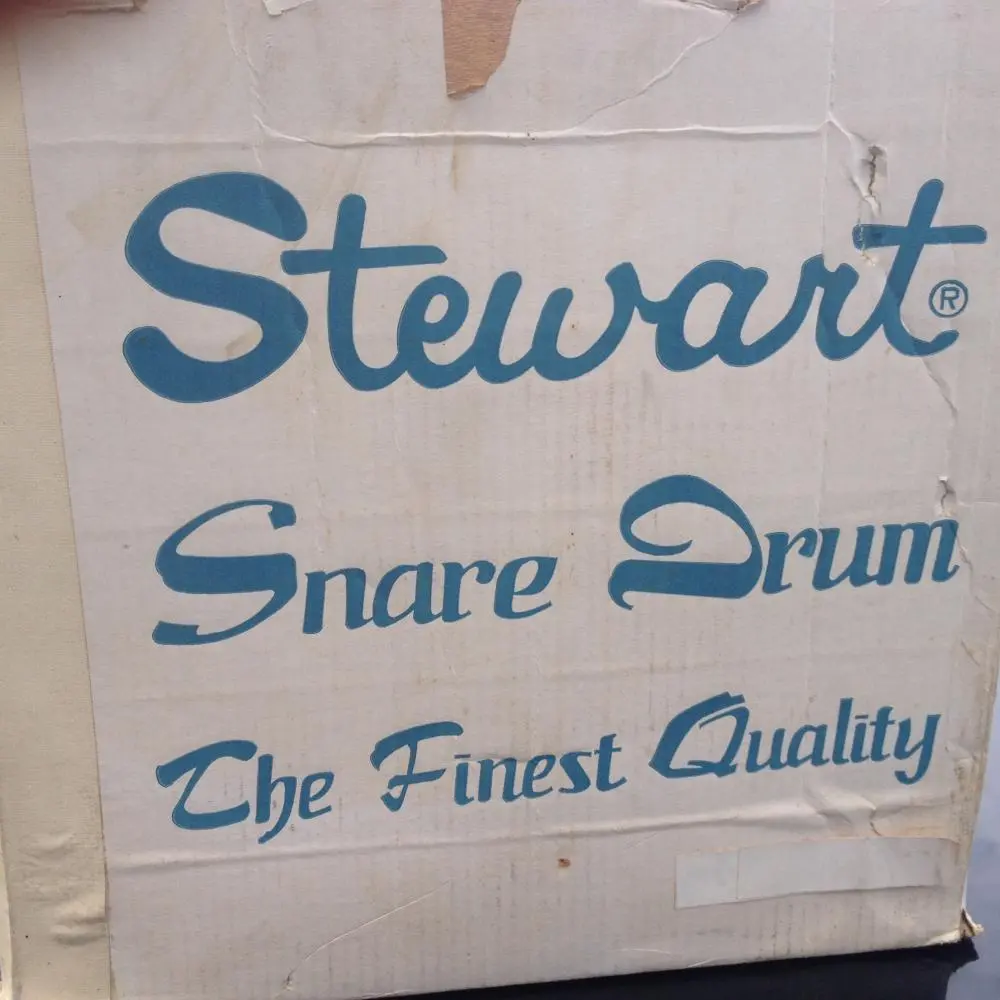 Stewart®
Snare Drum
The Finest Quality